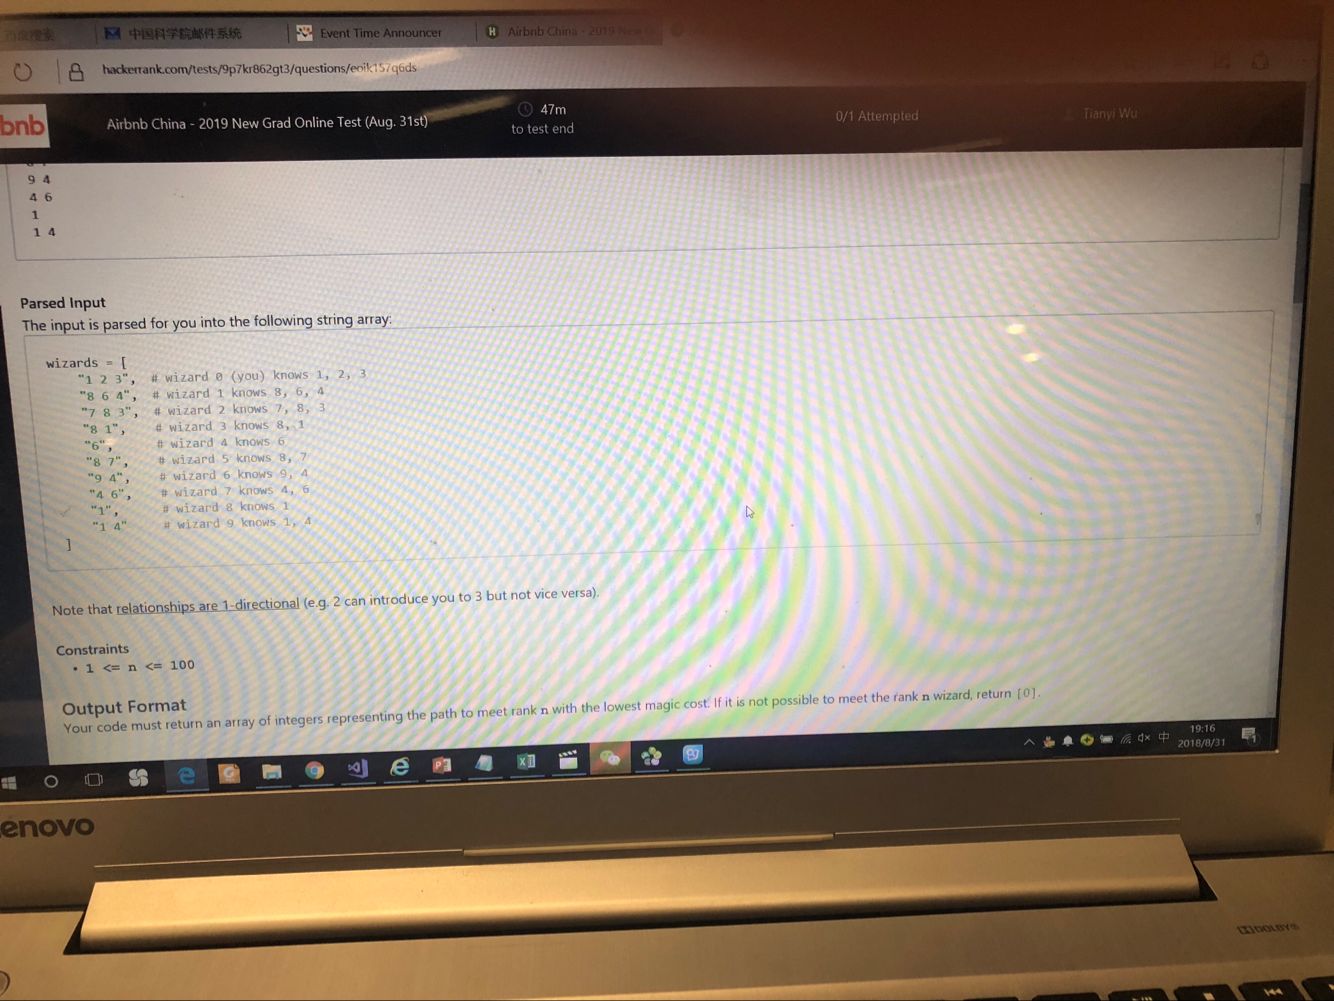 中国科学院邮件系统 Event Time Announcer H Airbnb China - 2019 New
hackerrank.com/tests/9p7kr862gt3/questions/eoik157q6ds
bnb Airbnb China - 2019 New Grad Online Test (Aug. 31st) 47m 0/1 Attempted Tianyi Wu
to test end
9 4
4 6
1
1 4
Parsed Input
The input is parsed for you into the following string array:
wizards = [
"1 2 3", # wizard 0 (you) knows 1, 2, 3
"8 6 4", # wizard 1 knows 8, 6, 4
"7 8 3", # wizard 2 knows 7, 8, 3
"8 1", # wizard 3 knows 8, 1
"6", # wizard 4 knows 6
"8 7", # wizard 5 knows 8, 7
"9 4", # wizard 6 knows 9, 4
"4 6", # wizard 7 knows 4, 6
"1", # wizard 8 knows 1
"1 4" # wizard 9 knows 1, 4
]
Note that relationships are 1-directional (e.g. 2 can introduce you to 3 but not vice versa).
Constraints
• 1 <= n <= 100
Output Format
Your code must return an array of integers representing the path to meet rank n with the lowest magic cost. If it is not possible to meet the rank n wizard, return [0].
中 19:16
2018/8/31
enovo
DOLBY